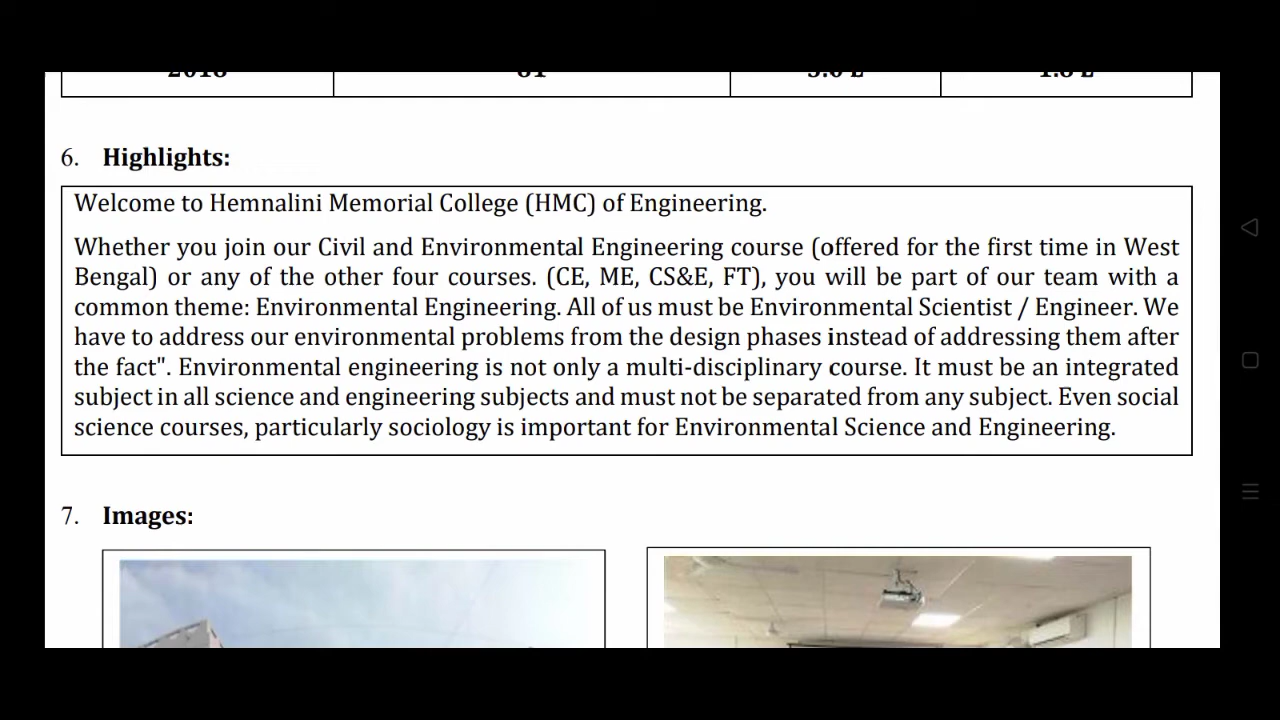 6. Highlights:
Welcome to Hemnalini Memorial College (HMC) of Engineering.
Whether you join our Civil and Environmental Engineering course (offered for the first time in West
Bengal) or any of the other four courses. (CE, ME, CS&E, FT), you will be part of our team with a
common theme: Environmental Engineering. All of us must be Environmental Scientist / Engineer. We
have to address our environmental problems from the design phases instead of addressing them after
the fact". Environmental engineering is not only a multi-disciplinary course. It must be an integrated
subject in all science and engineering subjects and must not be separated from any subject. Even social
science courses, particularly sociology is important for Environmental Science and Engineering.
7. Images: